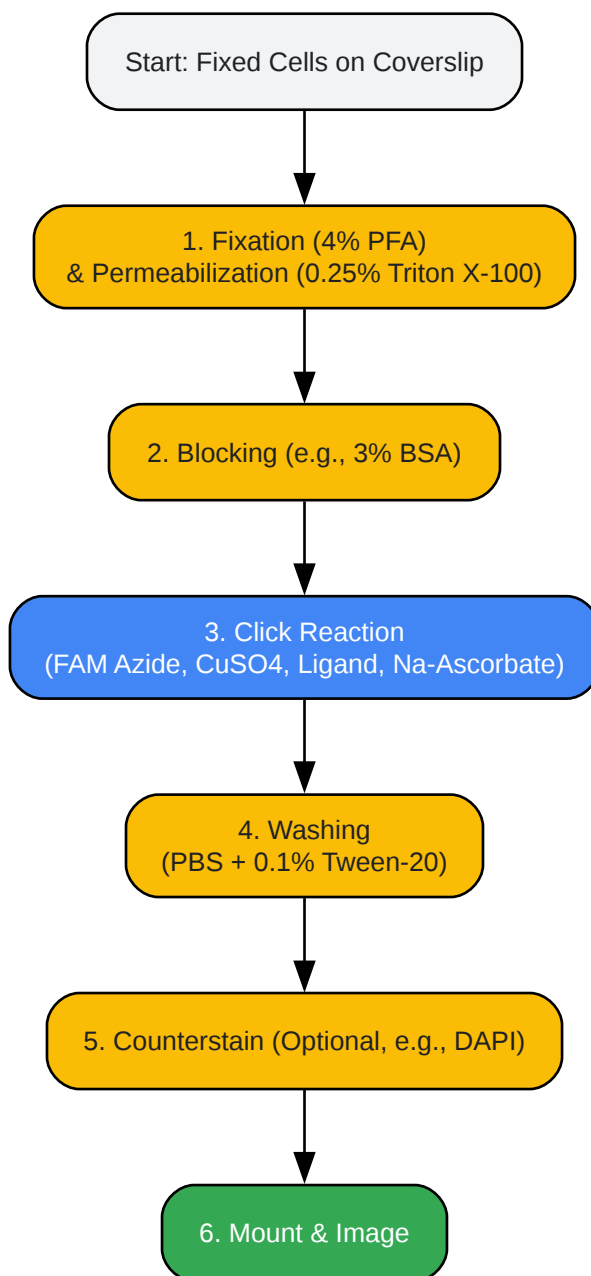 Start: Fixed Cells on Coverslip
1. Fixation (4% PFA)
& Permeabilization (0.25% Triton X-100)
2. Blocking (e.g., 3% BSA)
3. Click Reaction
(FAM Azide, CuSO4, Ligand, Na-Ascorbate)
4. Washing
(PBS + 0.1% Tween-20)
5. Counterstain (Optional, e.g., DAPI)
6. Mount & Image